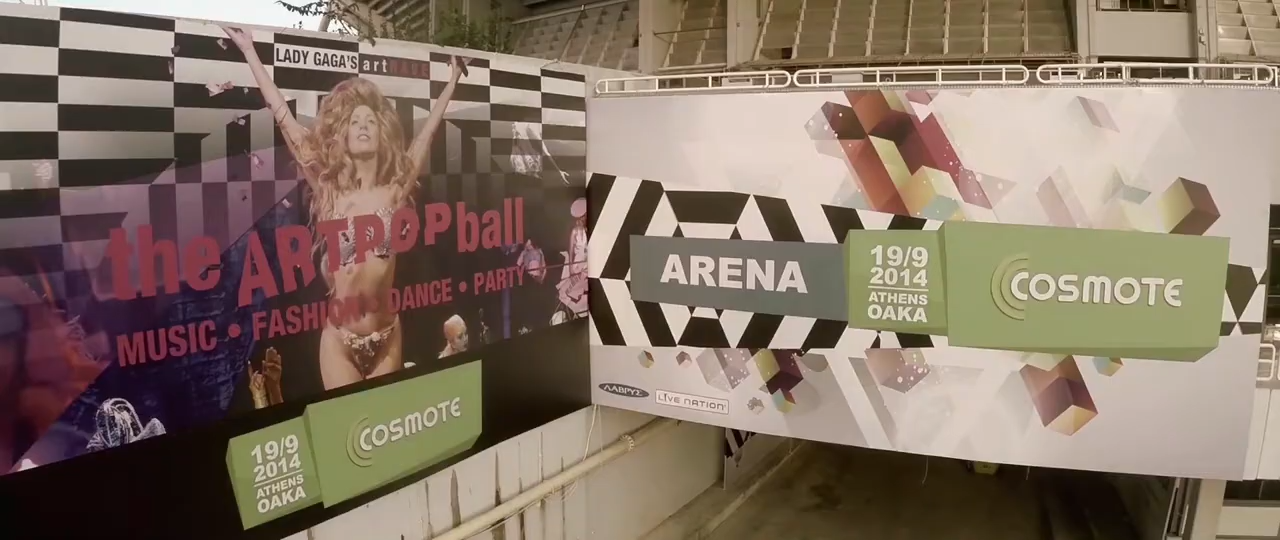 LADY GAGA'S artRAVE
the ARTPOP ball
MUSIC • FASHION • DANCE • PARTY
19/9
2014
ATHENS
OAKA
COSMOTE
ARENA
19/9
2014
ATHENS
OAKA
COSMOTE
ΛΑΒΡΥΣ
LIVE NATION